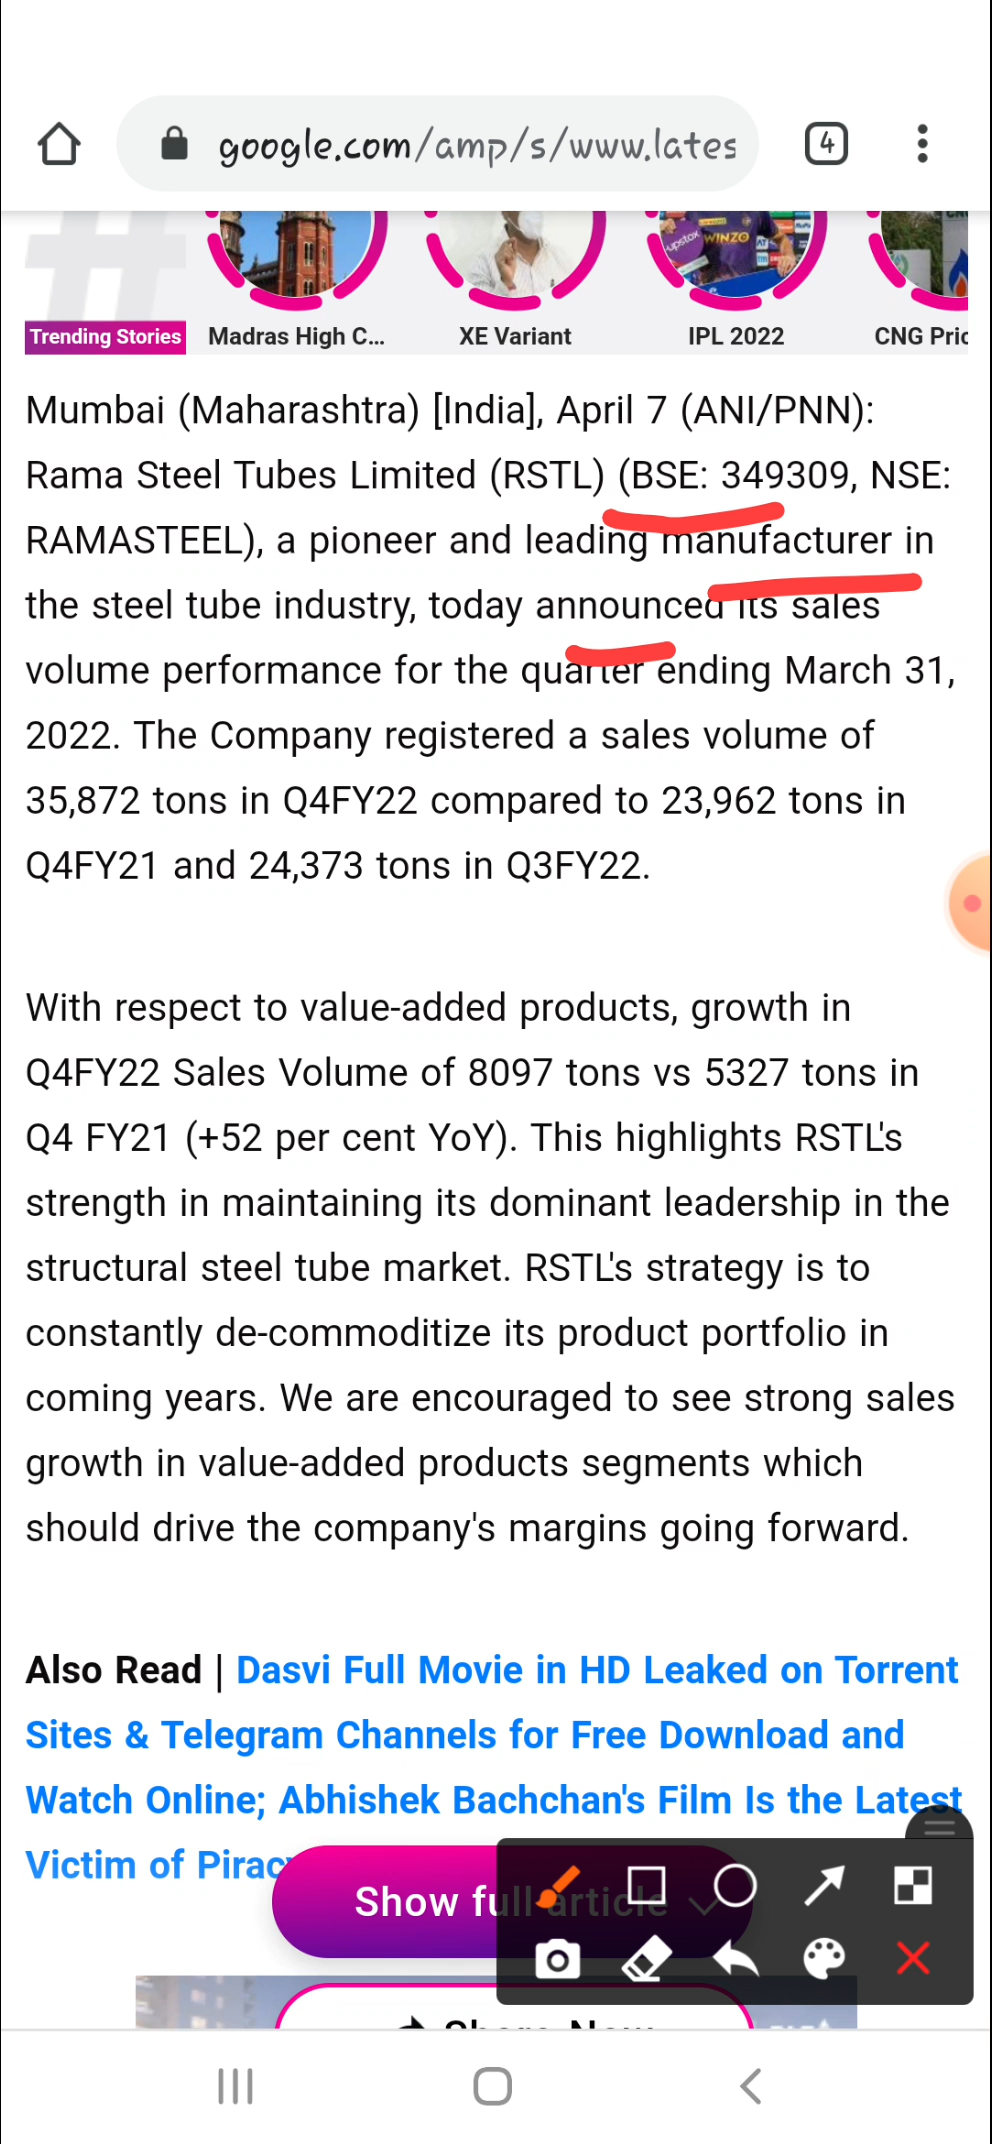 google.com/amp/s/www.lates
4
upstox WINZO
Trending Stories
Madras High C... XE Variant IPL 2022 CNG Pric
Mumbai (Maharashtra) [India], April 7 (ANI/PNN):
Rama Steel Tubes Limited (RSTL) (BSE: 349309, NSE:
RAMASTEEL), a pioneer and leading manufacturer in
the steel tube industry, today announced its sales
volume performance for the quarter ending March 31,
2022. The Company registered a sales volume of
35,872 tons in Q4FY22 compared to 23,962 tons in
Q4FY21 and 24,373 tons in Q3FY22.
With respect to value-added products, growth in
Q4FY22 Sales Volume of 8097 tons vs 5327 tons in
Q4 FY21 (+52 per cent YoY). This highlights RSTL's
strength in maintaining its dominant leadership in the
structural steel tube market. RSTL's strategy is to
constantly de-commoditize its product portfolio in
coming years. We are encouraged to see strong sales
growth in value-added products segments which
should drive the company's margins going forward.
Also Read | Dasvi Full Movie in HD Leaked on Torrent
Sites & Telegram Channels for Free Download and
Watch Online; Abhishek Bachchan's Film Is the Latest
Victim of Piracy
Show full article
Share Now